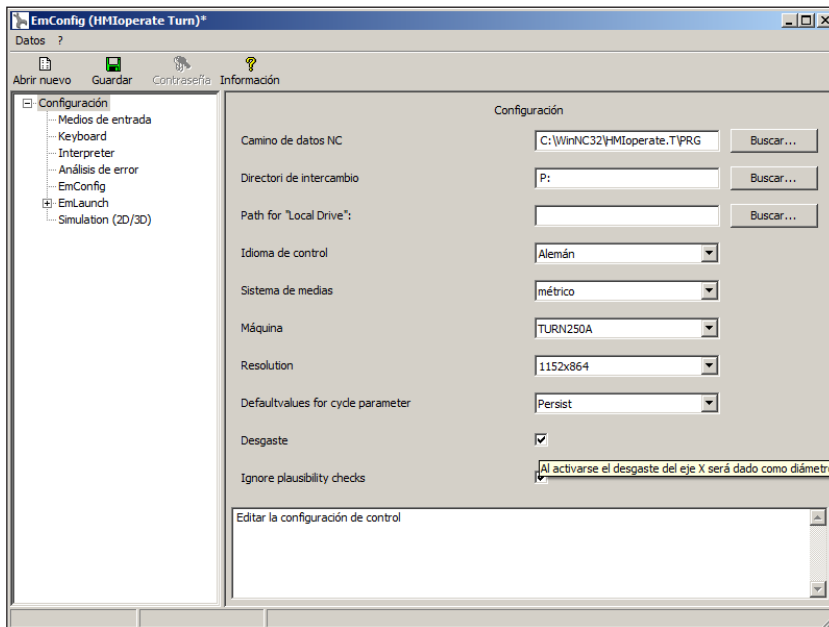 EmConfig (HMIoperate Turn)*
Datos ?
Abrir nuevo Guardar Contraseña Información
Configuración
Medios de entrada
Keyboard
Interpreter
Análisis de error
EmConfig
EmLaunch
Simulation (2D/3D)
Configuración
Camino de datos NC C:\WinNC32\HMIoperate.T\PRG Buscar...
Directori de intercambio P: Buscar...
Path for "Local Drive": Buscar...
Idioma de control Alemán
Sistema de medias métrico
Máquina TURN250A
Resolution 1152x864
Defaultvalues for cycle parameter Persist
Desgaste
Al activarse el desgaste del eje X será dado como diámetro
Ignore plausibility checks
Editar la configuración de control